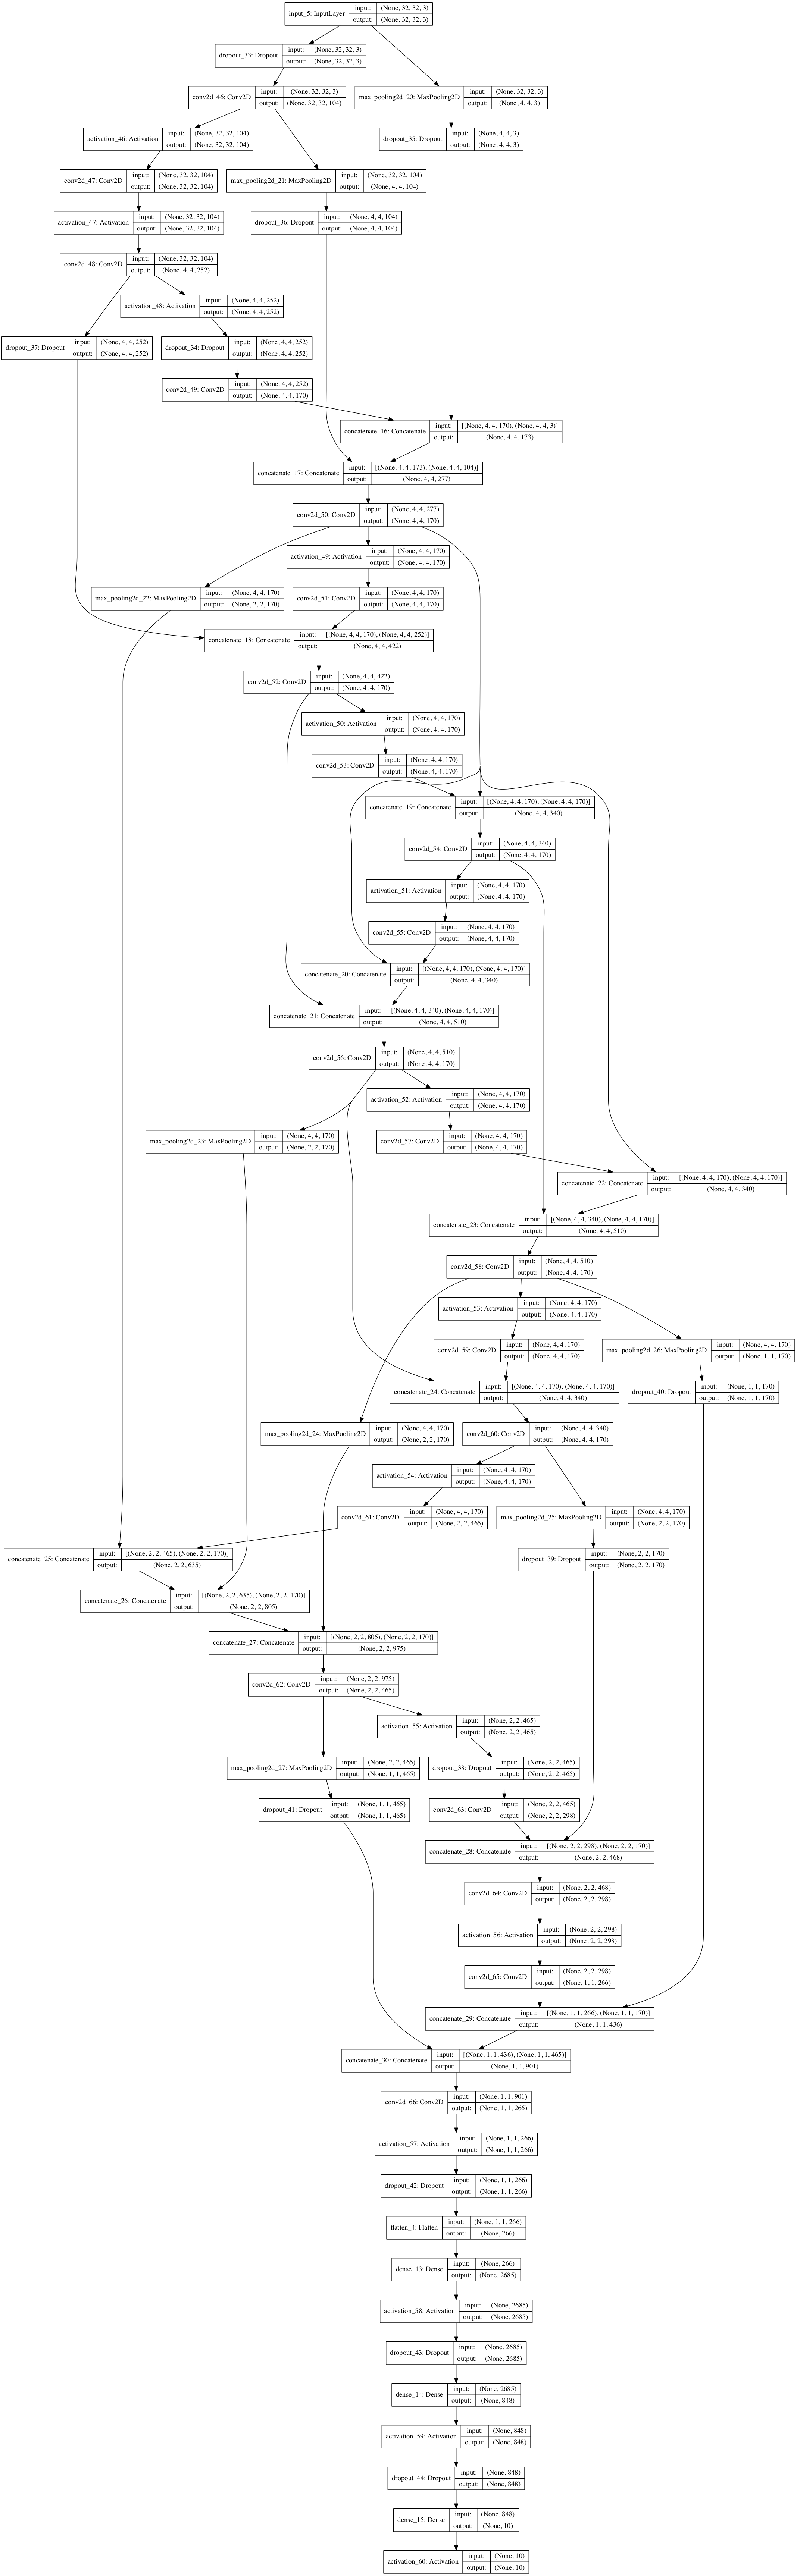 input_5: InputLayer input: (None, 32, 32, 3)
output: (None, 32, 32, 3)
dropout_33: Dropout input: (None, 32, 32, 3)
output: (None, 32, 32, 3)
conv2d_46: Conv2D input: (None, 32, 32, 3)
output: (None, 32, 32, 104)
max_pooling2d_20: MaxPooling2D input: (None, 32, 32, 3)
output: (None, 4, 4, 3)
activation_46: Activation input: (None, 32, 32, 104)
output: (None, 32, 32, 104)
dropout_35: Dropout input: (None, 4, 4, 3)
output: (None, 4, 4, 3)
conv2d_47: Conv2D input: (None, 32, 32, 104)
output: (None, 32, 32, 104)
max_pooling2d_21: MaxPooling2D input: (None, 32, 32, 104)
output: (None, 4, 4, 104)
activation_47: Activation input: (None, 32, 32, 104)
output: (None, 32, 32, 104)
dropout_36: Dropout input: (None, 4, 4, 104)
output: (None, 4, 4, 104)
conv2d_48: Conv2D input: (None, 32, 32, 104)
output: (None, 4, 4, 252)
activation_48: Activation input: (None, 4, 4, 252)
output: (None, 4, 4, 252)
dropout_37: Dropout input: (None, 4, 4, 252)
output: (None, 4, 4, 252)
dropout_34: Dropout input: (None, 4, 4, 252)
output: (None, 4, 4, 252)
conv2d_49: Conv2D input: (None, 4, 4, 252)
output: (None, 4, 4, 170)
concatenate_16: Concatenate input: [(None, 4, 4, 170), (None, 4, 4, 3)]
output: (None, 4, 4, 173)
concatenate_17: Concatenate input: [(None, 4, 4, 173), (None, 4, 4, 104)]
output: (None, 4, 4, 277)
conv2d_50: Conv2D input: (None, 4, 4, 277)
output: (None, 4, 4, 170)
activation_49: Activation input: (None, 4, 4, 170)
output: (None, 4, 4, 170)
max_pooling2d_22: MaxPooling2D input: (None, 4, 4, 170)
output: (None, 2, 2, 170)
conv2d_51: Conv2D input: (None, 4, 4, 170)
output: (None, 4, 4, 170)
concatenate_18: Concatenate input: [(None, 4, 4, 170), (None, 4, 4, 252)]
output: (None, 4, 4, 422)
conv2d_52: Conv2D input: (None, 4, 4, 422)
output: (None, 4, 4, 170)
activation_50: Activation input: (None, 4, 4, 170)
output: (None, 4, 4, 170)
conv2d_53: Conv2D input: (None, 4, 4, 170)
output: (None, 4, 4, 170)
concatenate_19: Concatenate input: [(None, 4, 4, 170), (None, 4, 4, 170)]
output: (None, 4, 4, 340)
conv2d_54: Conv2D input: (None, 4, 4, 340)
output: (None, 4, 4, 170)
activation_51: Activation input: (None, 4, 4, 170)
output: (None, 4, 4, 170)
conv2d_55: Conv2D input: (None, 4, 4, 170)
output: (None, 4, 4, 170)
concatenate_20: Concatenate input: [(None, 4, 4, 170), (None, 4, 4, 170)]
output: (None, 4, 4, 340)
concatenate_21: Concatenate input: [(None, 4, 4, 340), (None, 4, 4, 170)]
output: (None, 4, 4, 510)
conv2d_56: Conv2D input: (None, 4, 4, 510)
output: (None, 4, 4, 170)
activation_52: Activation input: (None, 4, 4, 170)
output: (None, 4, 4, 170)
max_pooling2d_23: MaxPooling2D input: (None, 4, 4, 170)
output: (None, 2, 2, 170)
conv2d_57: Conv2D input: (None, 4, 4, 170)
output: (None, 4, 4, 170)
concatenate_22: Concatenate input: [(None, 4, 4, 170), (None, 4, 4, 170)]
output: (None, 4, 4, 340)
concatenate_23: Concatenate input: [(None, 4, 4, 340), (None, 4, 4, 170)]
output: (None, 4, 4, 510)
conv2d_58: Conv2D input: (None, 4, 4, 510)
output: (None, 4, 4, 170)
activation_53: Activation input: (None, 4, 4, 170)
output: (None, 4, 4, 170)
conv2d_59: Conv2D input: (None, 4, 4, 170)
output: (None, 4, 4, 170)
max_pooling2d_26: MaxPooling2D input: (None, 4, 4, 170)
output: (None, 1, 1, 170)
concatenate_24: Concatenate input: [(None, 4, 4, 170), (None, 4, 4, 170)]
output: (None, 4, 4, 340)
dropout_40: Dropout input: (None, 1, 1, 170)
output: (None, 1, 1, 170)
max_pooling2d_24: MaxPooling2D input: (None, 4, 4, 170)
output: (None, 2, 2, 170)
conv2d_60: Conv2D input: (None, 4, 4, 340)
output: (None, 4, 4, 170)
activation_54: Activation input: (None, 4, 4, 170)
output: (None, 4, 4, 170)
conv2d_61: Conv2D input: (None, 4, 4, 170)
output: (None, 2, 2, 465)
max_pooling2d_25: MaxPooling2D input: (None, 4, 4, 170)
output: (None, 2, 2, 170)
concatenate_25: Concatenate input: [(None, 2, 2, 465), (None, 2, 2, 170)]
output: (None, 2, 2, 635)
dropout_39: Dropout input: (None, 2, 2, 170)
output: (None, 2, 2, 170)
concatenate_26: Concatenate input: [(None, 2, 2, 635), (None, 2, 2, 170)]
output: (None, 2, 2, 805)
concatenate_27: Concatenate input: [(None, 2, 2, 805), (None, 2, 2, 170)]
output: (None, 2, 2, 975)
conv2d_62: Conv2D input: (None, 2, 2, 975)
output: (None, 2, 2, 465)
activation_55: Activation input: (None, 2, 2, 465)
output: (None, 2, 2, 465)
max_pooling2d_27: MaxPooling2D input: (None, 2, 2, 465)
output: (None, 1, 1, 465)
dropout_38: Dropout input: (None, 2, 2, 465)
output: (None, 2, 2, 465)
dropout_41: Dropout input: (None, 1, 1, 465)
output: (None, 1, 1, 465)
conv2d_63: Conv2D input: (None, 2, 2, 465)
output: (None, 2, 2, 298)
concatenate_28: Concatenate input: [(None, 2, 2, 298), (None, 2, 2, 170)]
output: (None, 2, 2, 468)
conv2d_64: Conv2D input: (None, 2, 2, 468)
output: (None, 2, 2, 298)
activation_56: Activation input: (None, 2, 2, 298)
output: (None, 2, 2, 298)
conv2d_65: Conv2D input: (None, 2, 2, 298)
output: (None, 1, 1, 266)
concatenate_29: Concatenate input: [(None, 1, 1, 266), (None, 1, 1, 170)]
output: (None, 1, 1, 436)
concatenate_30: Concatenate input: [(None, 1, 1, 436), (None, 1, 1, 465)]
output: (None, 1, 1, 901)
conv2d_66: Conv2D input: (None, 1, 1, 901)
output: (None, 1, 1, 266)
activation_57: Activation input: (None, 1, 1, 266)
output: (None, 1, 1, 266)
dropout_42: Dropout input: (None, 1, 1, 266)
output: (None, 1, 1, 266)
flatten_4: Flatten input: (None, 1, 1, 266)
output: (None, 266)
dense_13: Dense input: (None, 266)
output: (None, 2685)
activation_58: Activation input: (None, 2685)
output: (None, 2685)
dropout_43: Dropout input: (None, 2685)
output: (None, 2685)
dense_14: Dense input: (None, 2685)
output: (None, 848)
activation_59: Activation input: (None, 848)
output: (None, 848)
dropout_44: Dropout input: (None, 848)
output: (None, 848)
dense_15: Dense input: (None, 848)
output: (None, 10)
activation_60: Activation input: (None, 10)
output: (None, 10)